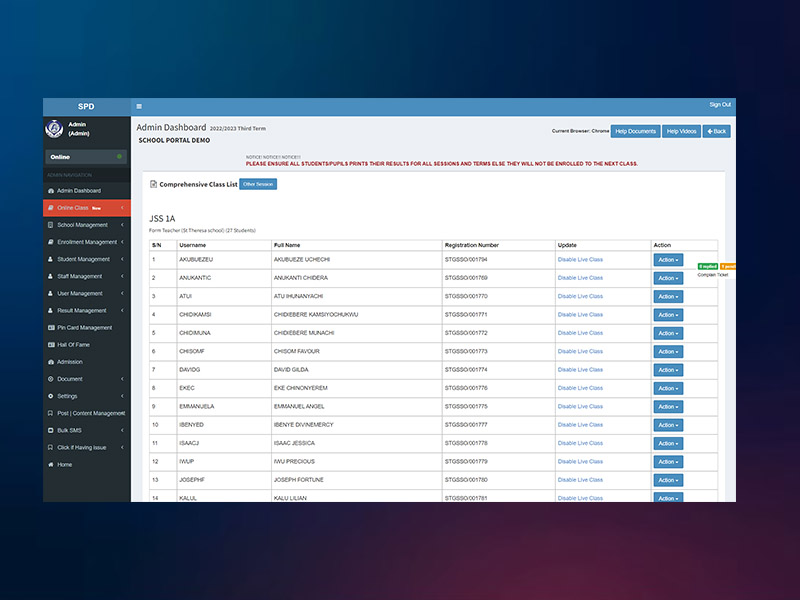 SPD
Sign Out
Admin
(Admin)
Online
ADMIN NAVIGATION
Admin Dashboard
Online Class New
School Management
Enrollment Management
Student Management
Staff Management
User Management
Result Management
Pin Card Management
Hall Of Fame
Admission
Document
Settings
Post | Content Management
Bulk SMS
Click If Having Issue
Home
Admin Dashboard 2022/2023 Third Term
SCHOOL PORTAL DEMO
Current Browser: Chrome
Help Documents
Help Videos
Back
NOTICE! NOTICE!! NOTICE!!!
PLEASE ENSURE ALL STUDENTS/PUPILS PRINTS THEIR RESULTS FOR ALL SESSIONS AND TERMS ELSE THEY WILL NOT BE ENROLLED TO THE NEXT CLASS.
Comprehensive Class List Other Session
JSS 1A
Form Teacher (St Theresa school) (27 Students)
S/N Username Full Name Registration Number Update Action
1 AKUBUEZEU AKUBUEZE UCHECHI STGSSO/001794 Disable Live Class Action
2 ANUKANTIC ANUKANTI CHIDERA STGSSO/001769 Disable Live Class Action
3 ATUI ATU IHUNANYACHI STGSSO/001770 Disable Live Class Action
4 CHIDIKAMSI CHIDIEBERE KAMSIYOCHUKWU STGSSO/001771 Disable Live Class Action
5 CHIDIMUNA CHIDIEBERE MUNACHI STGSSO/001772 Disable Live Class Action
6 CHISOMF CHISOM FAVOUR STGSSO/001773 Disable Live Class Action
7 DAVIDG DAVID GILDA STGSSO/001774 Disable Live Class Action
8 EKEC EKE CHINONYEREM STGSSO/001776 Disable Live Class Action
9 EMMANUELA EMMANUEL ANGEL STGSSO/001775 Disable Live Class Action
10 IBENYED IBENYE DIVINEMERCY STGSSO/001777 Disable Live Class Action
11 ISAACJ ISAAC JESSICA STGSSO/001778 Disable Live Class Action
12 IWUP IWU PRECIOUS STGSSO/001779 Disable Live Class Action
13 JOSEPHF JOSEPH FORTUNE STGSSO/001780 Disable Live Class Action
14 KALUL KALU LILIAN STGSSO/001781 Disable Live Class Action
replied
Complain Ticket